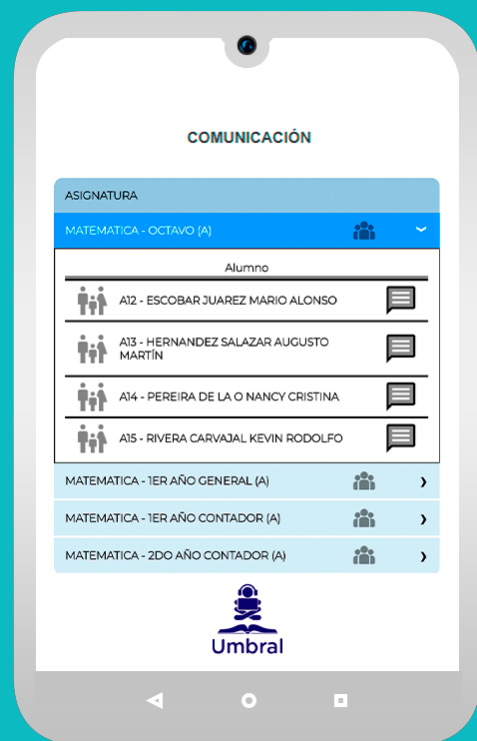 COMUNICACIÓN
ASIGNATURA
MATEMATICA - OCTAVO (A)
Alumno
A12 - ESCOBAR JUAREZ MARIO ALONSO
A13 - HERNANDEZ SALAZAR AUGUSTO
MARTÍN
A14 - PEREIRA DE LA O NANCY CRISTINA
A15 - RIVERA CARVAJAL KEVIN RODOLFO
MATEMATICA - 1ER AÑO GENERAL (A)
MATEMATICA - 1ER AÑO CONTADOR (A)
MATEMATICA - 2DO AÑO CONTADOR (A)
Umbral